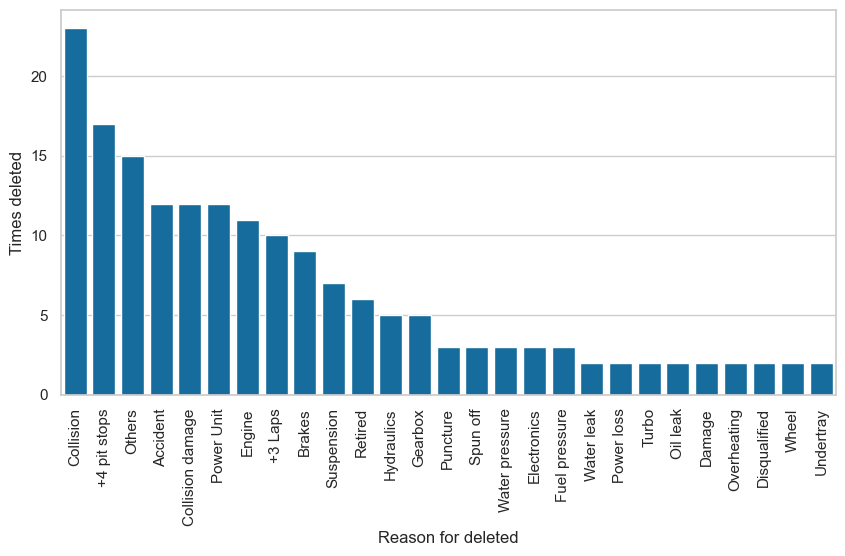 Times deleted
20
15
10
5
0
Collision
+4 pit stops
Others
Accident
Collision damage
Power Unit
Engine
+3 Laps
Brakes
Suspension
Retired
Hydraulics
Gearbox
Puncture
Spun off
Water pressure
Electronics
Fuel pressure
Water leak
Power loss
Turbo
Oil leak
Damage
Overheating
Disqualified
Wheel
Undertray
Reason for deleted